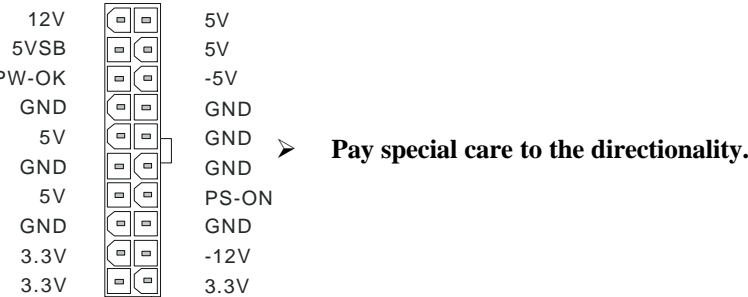 12V 5V
5VSB 5V
PW-OK -5V
GND GND
5V GND
GND GND
5V PS-ON
GND GND
3.3V -12V
3.3V 3.3V
➢ Pay special care to the directionality.